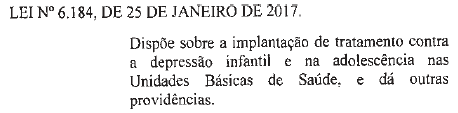 LEI Nº 6.184, DE 25 DE JANEIRO DE 2017.
Dispõe sobre a implantação de tratamento contra
a depressão infantil e na adolescência nas
Unidades Básicas de Saúde, e dá outras
providências.